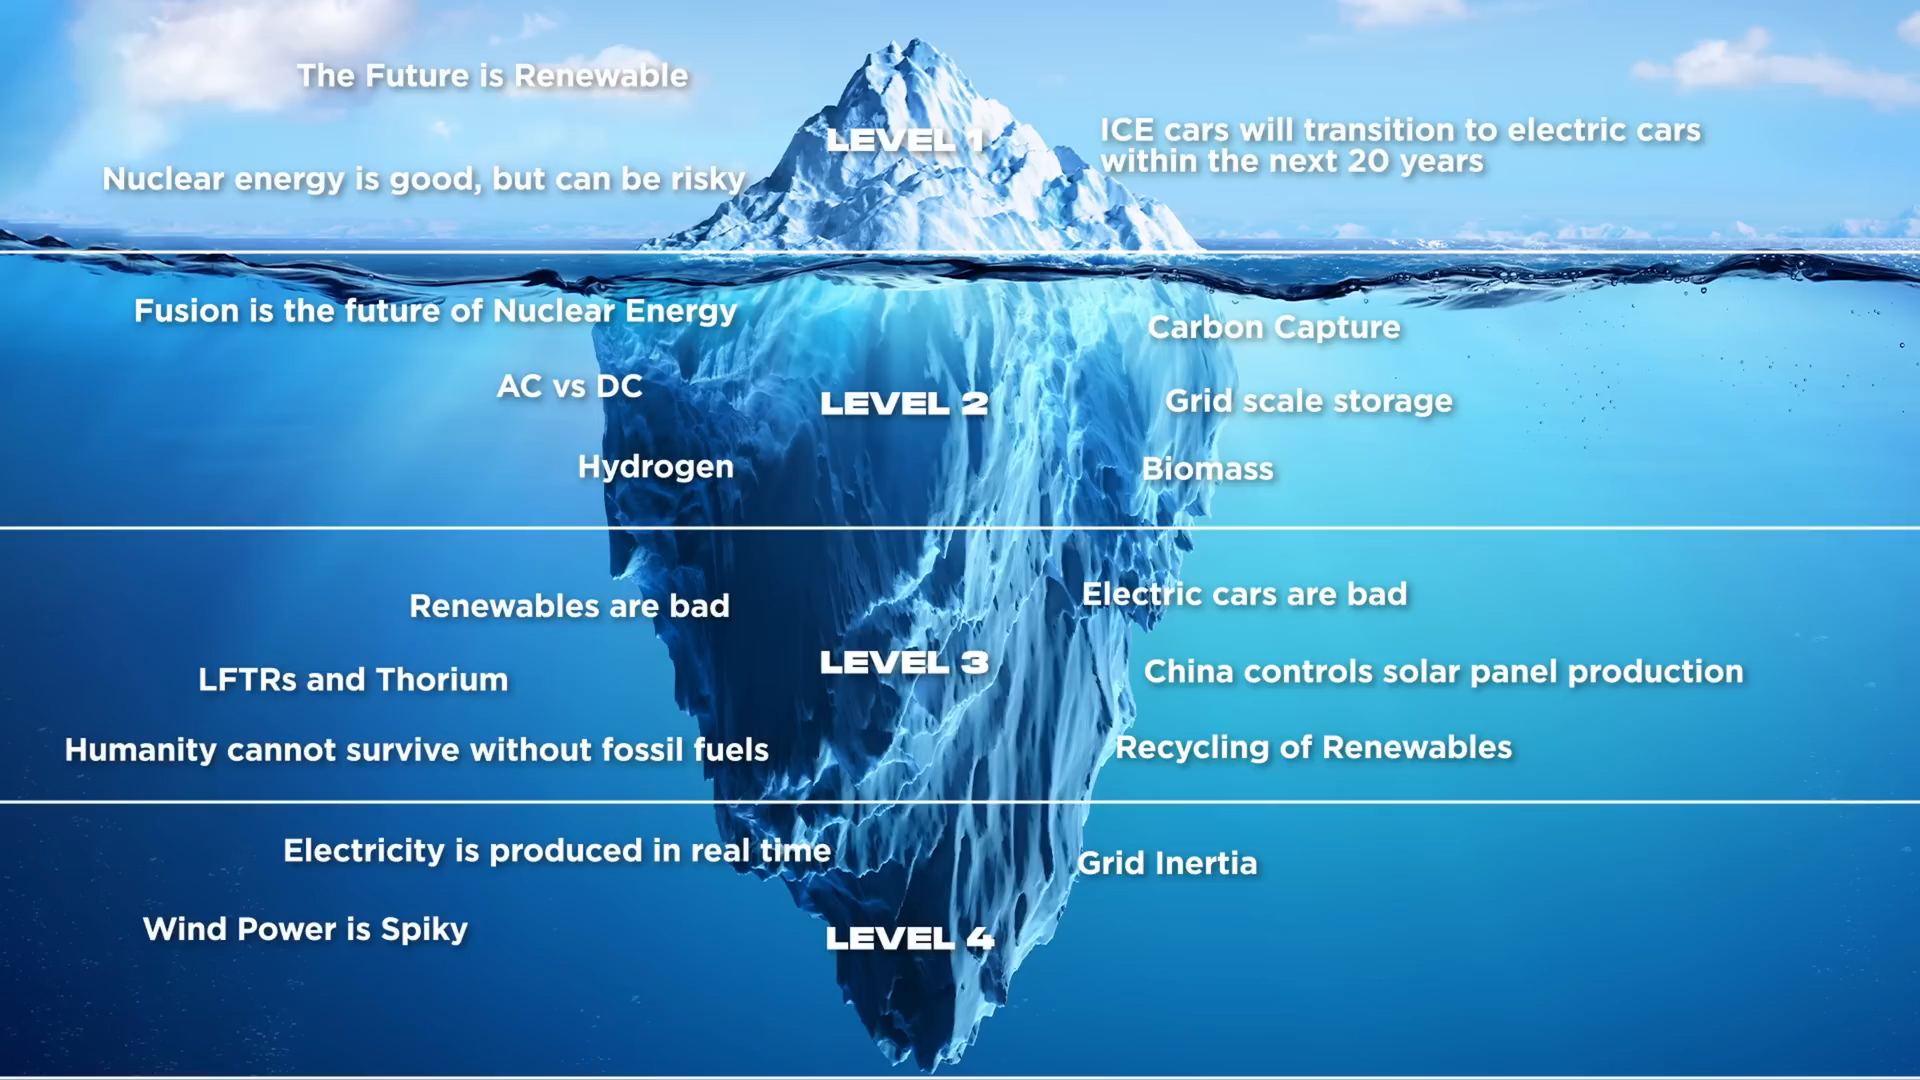 The Future is Renewable
LEVEL 1
ICE cars will transition to electric cars
within the next 20 years
Nuclear energy is good, but can be risky
Fusion is the future of Nuclear Energy
Carbon Capture
AC vs DC
LEVEL 2
Grid scale storage
Hydrogen
Biomass
Renewables are bad
Electric cars are bad
LEVEL 3
LFTRs and Thorium
China controls solar panel production
Humanity cannot survive without fossil fuels
Recycling of Renewables
Electricity is produced in real time
Grid Inertia
Wind Power is Spiky
LEVEL 4